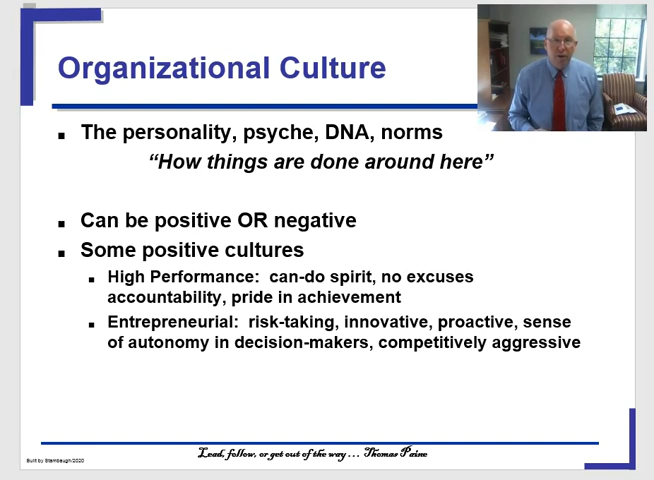 Organizational Culture
The personality, psyche, DNA, norms
“How things are done around here”
Can be positive OR negative
Some positive cultures
High Performance: can-do spirit, no excuses
accountability, pride in achievement
Entrepreneurial: risk-taking, innovative, proactive, sense
of autonomy in decision-makers, competitively aggressive
Lead, follow, or get out of the way . . . Thomas Paine
Built by Stambaugh/2020